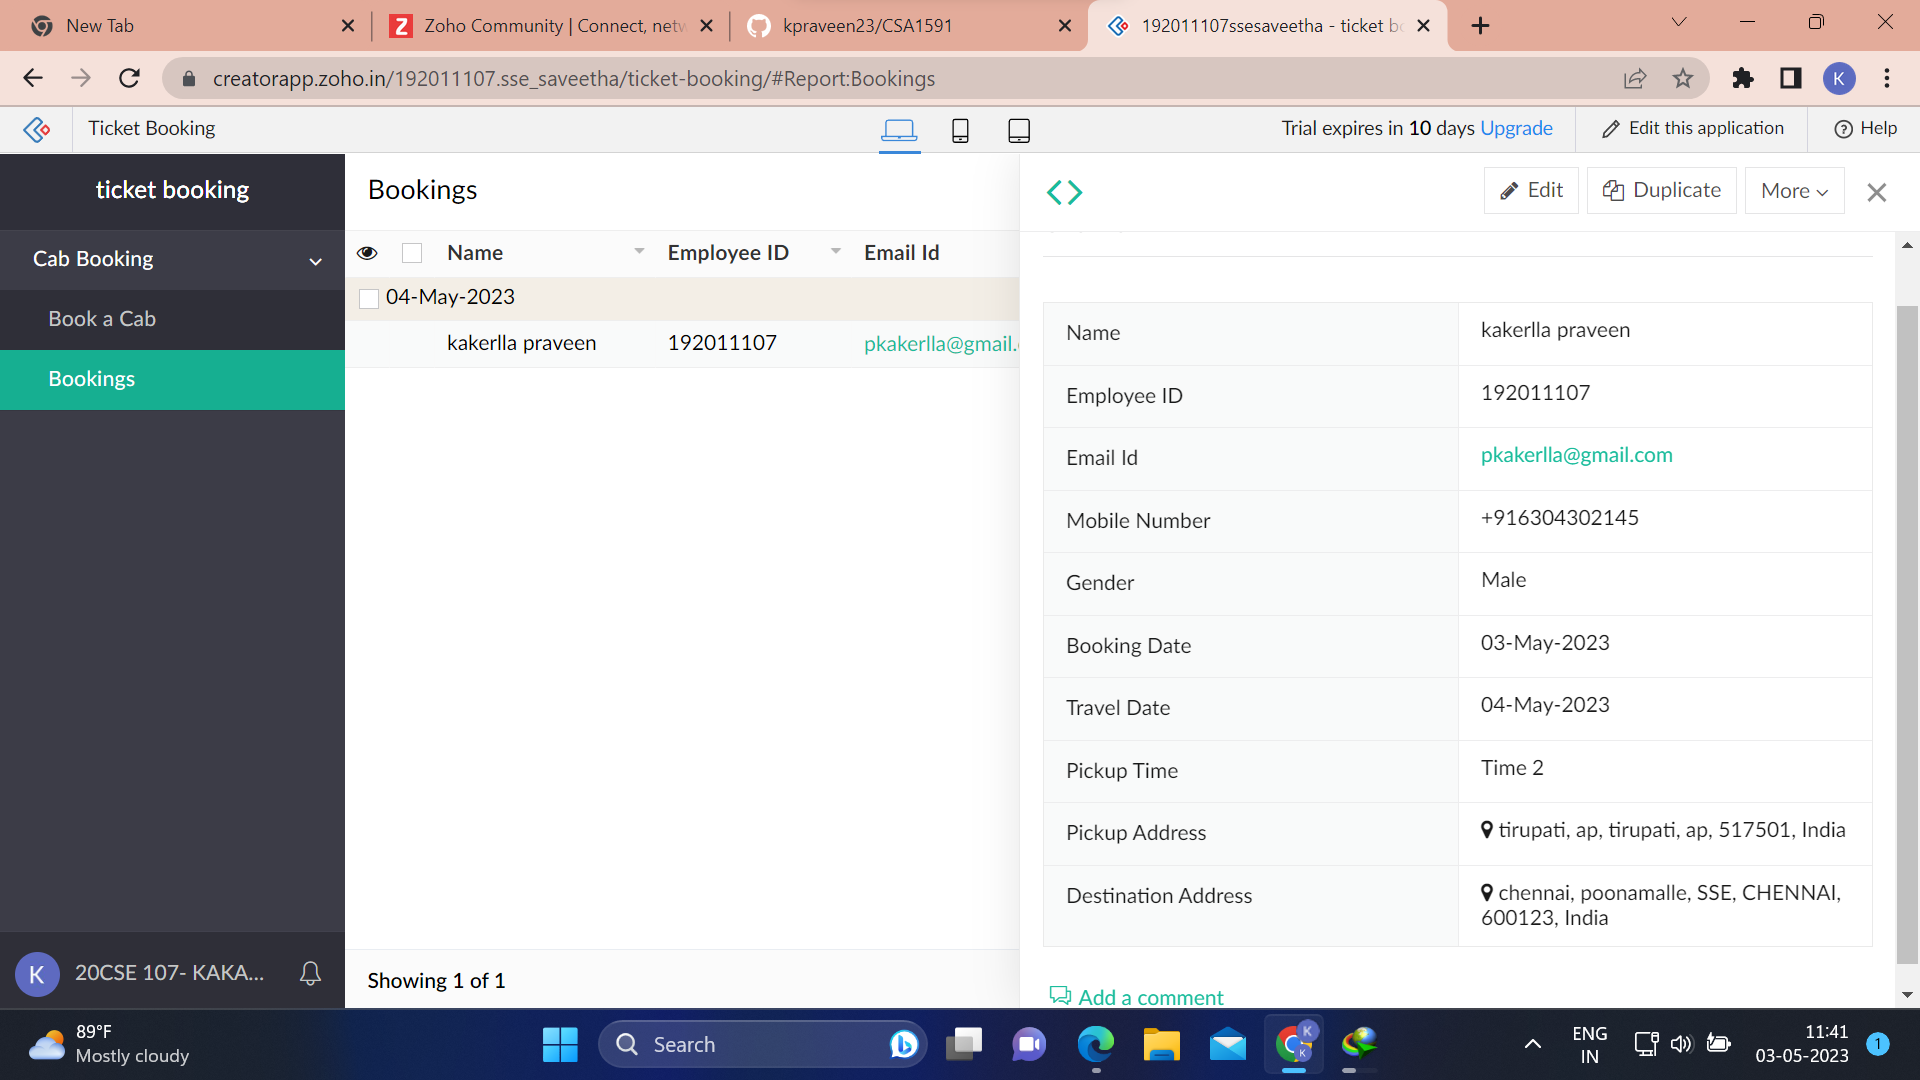 New Tab
Zoho Community | Connect, netw
kpraveen23/CSA1591
192011107ssesaveetha - ticket bo
creatorapp.zoho.in/192011107.sse_saveetha/ticket-booking/#Report:Bookings
K
Ticket Booking
Trial expires in 10 days Upgrade
Edit this application
Help
ticket booking
Cab Booking
Book a Cab
Bookings
20CSE 107- KAKA...
K
Bookings
Name
Employee ID
Email Id
04-May-2023
kakerlla praveen
192011107
pkakerlla@gmail.
Showing 1 of 1
Edit
Duplicate
More
Name
kakerlla praveen
Employee ID
192011107
Email Id
pkakerlla@gmail.com
Mobile Number
+916304302145
Gender
Male
Booking Date
03-May-2023
Travel Date
04-May-2023
Pickup Time
Time 2
Pickup Address
tirupati, ap, tirupati, ap, 517501, India
Destination Address
chennai, poonamalle, SSE, CHENNAI,
600123, India
Add a comment
89°F
Mostly cloudy
Search
K
K
ENG
IN
11:41
03-05-2023
1